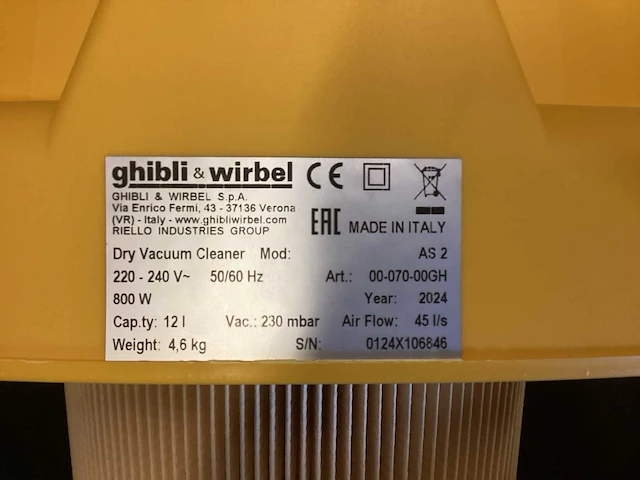 ghibli & wirbel CE
GHIBLI & WIRBEL S.p.A.
Via Enrico Fermi, 43 - 37136 Verona
(VR) - Italy - www.ghibliwirbel.com
RIELLO INDUSTRIES GROUP
EAC MADE IN ITALY
Dry Vacuum Cleaner Mod: AS 2
220 - 240 V~ 50/60 Hz Art.: 00-070-00GH
800 W Year: 2024
Cap.ty: 12 l Vac.: 230 mbar Air Flow: 45 l/s
Weight: 4,6 kg S/N: 0124X106846